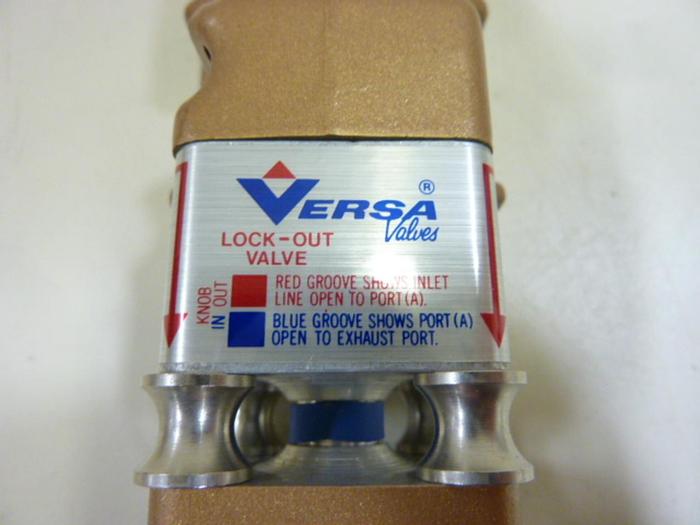 VERSA ®
Valves
LOCK-OUT
VALVE
KNOB
IN OUT
RED GROOVE SHOWS INLET
LINE OPEN TO PORT (A).
BLUE GROOVE SHOWS PORT (A)
OPEN TO EXHAUST PORT.